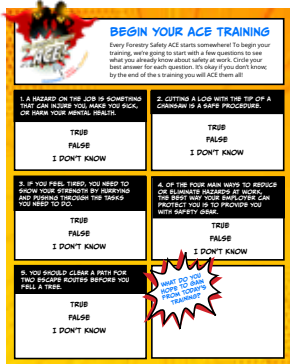 BEGIN YOUR ACE TRAINING
Every Forestry Safety ACE starts somewhere! To begin your
training, we're going to start with a few questions to see
what you already know about safety at work. Circle your
best answer for each question. It's okay if you don't know;
by the end of the s training you will ACE them all!
1. A HAZARD ON THE JOB IS SOMETHING
THAT CAN INJURE YOU, MAKE YOU SICK,
OR HARM YOUR MENTAL HEALTH.
TRUE
FALSE
I DON'T KNOW
2. CUTTING A LOG WITH THE TIP OF A
CHAINSAW IS A SAFE PROCEDURE.
TRUE
FALSE
I DON'T KNOW
3. IF YOU FEEL TIRED, YOU NEED TO
SHOW YOUR STRENGTH BY HURRYING
AND PUSHING THROUGH THE TASKS
YOU NEED TO DO.
TRUE
FALSE
I DON'T KNOW
4. OF THE FOUR MAIN WAYS TO REDUCE
OR ELIMINATE HAZARDS AT WORK,
THE BEST WAY YOUR EMPLOYER CAN
PROTECT YOU IS TO PROVIDE YOU
WITH SAFETY GEAR.
TRUE
FALSE
I DON'T KNOW
5. YOU SHOULD CLEAR A PATH FOR
TWO ESCAPE ROUTES BEFORE YOU
FELL A TREE.
TRUE
FALSE
I DON'T KNOW
WHAT DO YOU
HOPE TO GAIN
FROM TODAY'S
TRAINING?